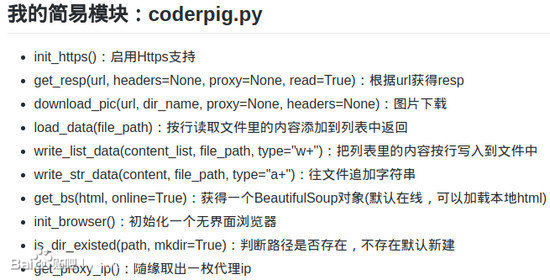 我的简易模块：coderpig.py
init_https()：启用Https支持
get_resp(url, headers=None, proxy=None, read=True)：根据url获得resp
download_pic(url, dir_name, proxy=None, headers=None)：图片下载
load_data(file_path)：按行读取文件里的内容添加到列表中返回
write_list_data(content_list, file_path, type="w+")：把列表里的内容按行写入到文件中
write_str_data(content, file_path, type="a+")：往文件追加字符串
get_bs(html, online=True)：获得一个BeautifulSoup对象(默认在线，可以加载本地html)
init_browser()：初始化一个无界面浏览器
is_dir_existed(path, mkdir=True)：判断路径是否存在，不存在默认新建
get_proxy_ip()：随缘取出一枚代理ip